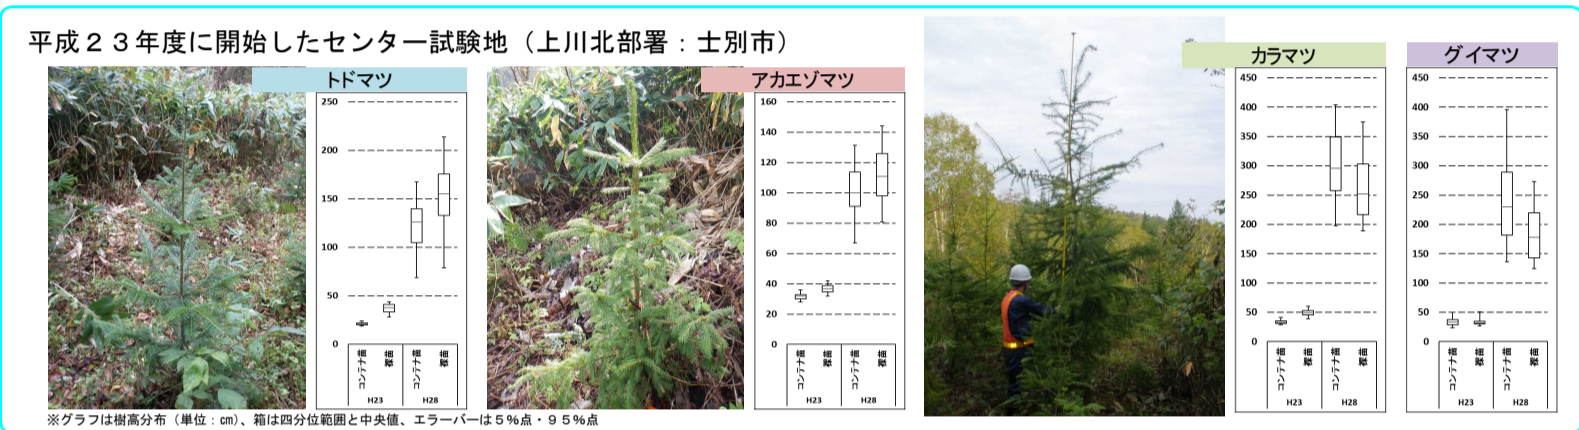 平成２３年度に開始したセンター試験地（上川北部署：士別市）
トドマツ
250
200
150
100
50
0
コンテナ苗
裸苗
コンテナ苗
裸苗
H23
H28
アカエゾマツ
160
140
120
100
80
60
40
20
0
コンテナ苗
裸苗
コンテナ苗
裸苗
H23
H28
カラマツ
450
400
350
300
250
200
150
100
50
0
コンテナ苗
裸苗
コンテナ苗
裸苗
H23
H28
グイマツ
450
400
350
300
250
200
150
100
50
0
コンテナ苗
裸苗
コンテナ苗
裸苗
H23
H28
※グラフは樹高分布（単位：㎝）、箱は四分位範囲と中央値、エラーバーは５％点・９５％点